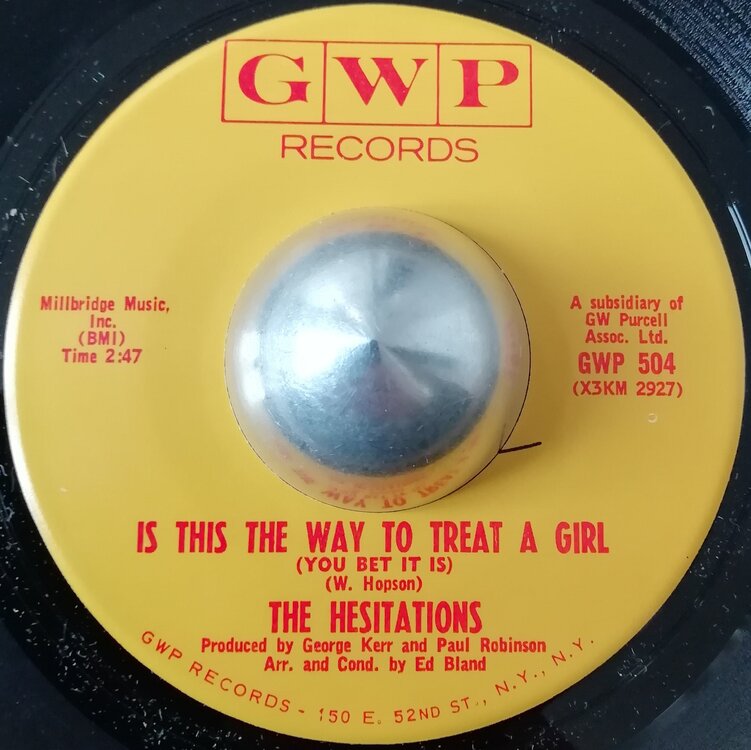 GWP
RECORDS
Millbridge Music,
Inc.
(BMI)
Time 2:47
A subsidiary of
GW Purcell
Assoc. Ltd.
GWP 504
(X3KM 2927)
IS THIS THE WAY TO TREAT A GIRL
(YOU BET IT IS)
(W. Hopson)
THE HESITATIONS
Produced by George Kerr and Paul Robinson
Arr. and Cond. by Ed Bland
GWP RECORDS - 150 E. 52ND ST., N.Y., N.Y.